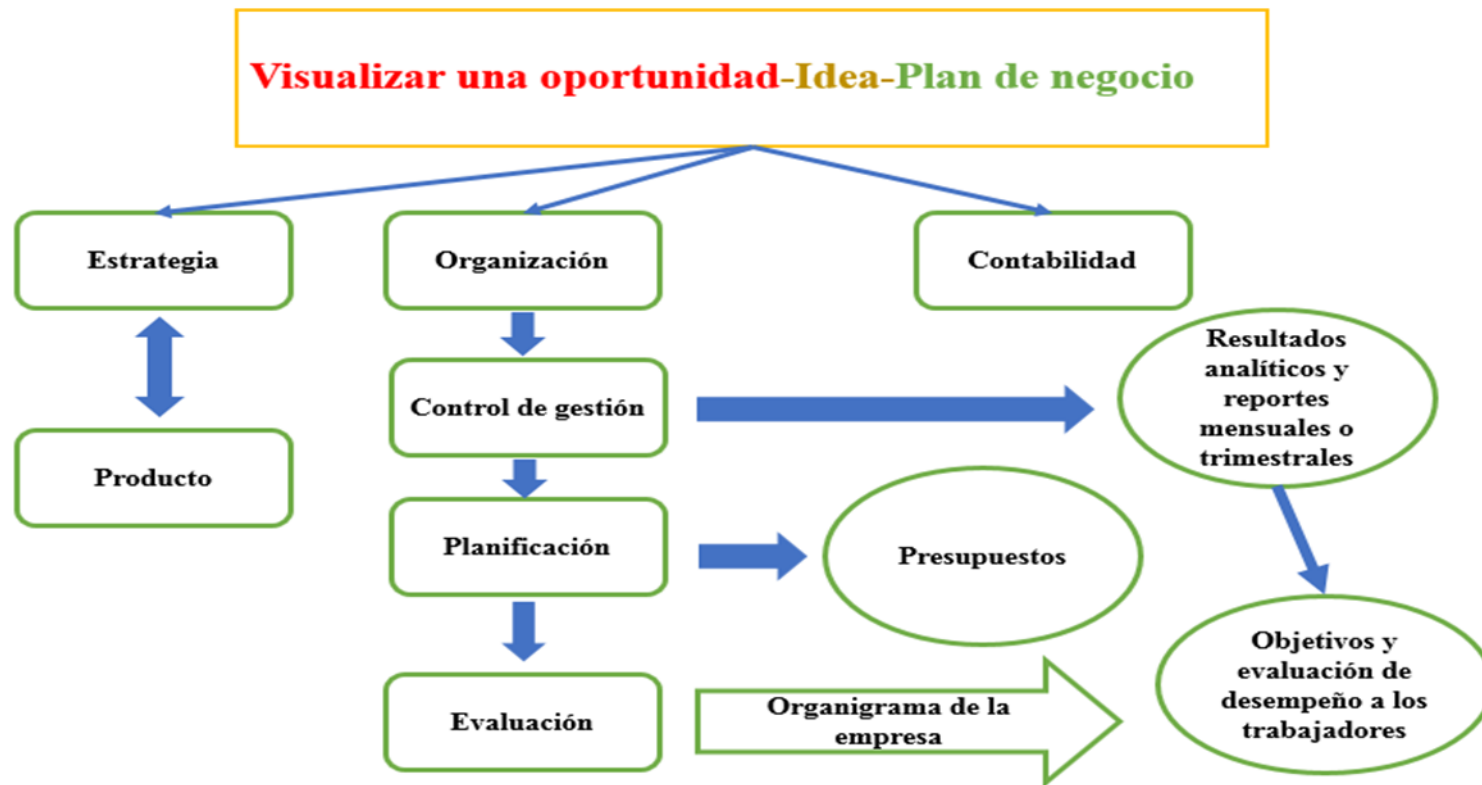 Visualizar una oportunidad-Idea-Plan de negocio
Estrategia
Organización
Contabilidad
Producto
Control de gestión
Resultados
analíticos y
reportes
mensuales o
trimestrales
Planificación
Presupuestos
Evaluación
Organigrama de la
empresa
Objetivos y
evaluación de
desempeño a los
trabajadores